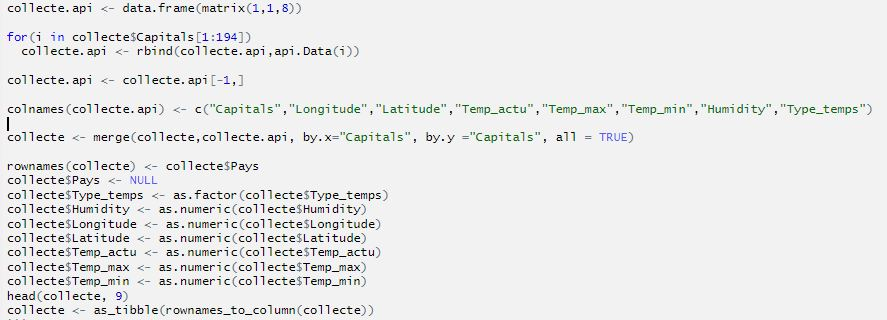 collecte.api <- data.frame(matrix(1,1,8))
for(i in collecte$Capitals[1:194])
collecte.api <- rbind(collecte.api,api.Data(i))
collecte.api <- collecte.api[-1,]
colnames(collecte.api) <- c("Capitals","Longitude","Latitude","Temp_actu","Temp_max","Temp_min","Humidity","Type_temps")
collecte <- merge(collecte,collecte.api, by.x="Capitals", by.y ="Capitals", all = TRUE)
rownames(collecte) <- collecte$Pays
collecte$Pays <- NULL
collecte$Type_temps <- as.factor(collecte$Type_temps)
collecte$Humidity <- as.numeric(collecte$Humidity)
collecte$Longitude <- as.numeric(collecte$Longitude)
collecte$Latitude <- as.numeric(collecte$Latitude)
collecte$Temp_actu <- as.numeric(collecte$Temp_actu)
collecte$Temp_max <- as.numeric(collecte$Temp_max)
collecte$Temp_min <- as.numeric(collecte$Temp_min)
head(collecte, 9)
collecte <- as_tibble(rownames_to_column(collecte))